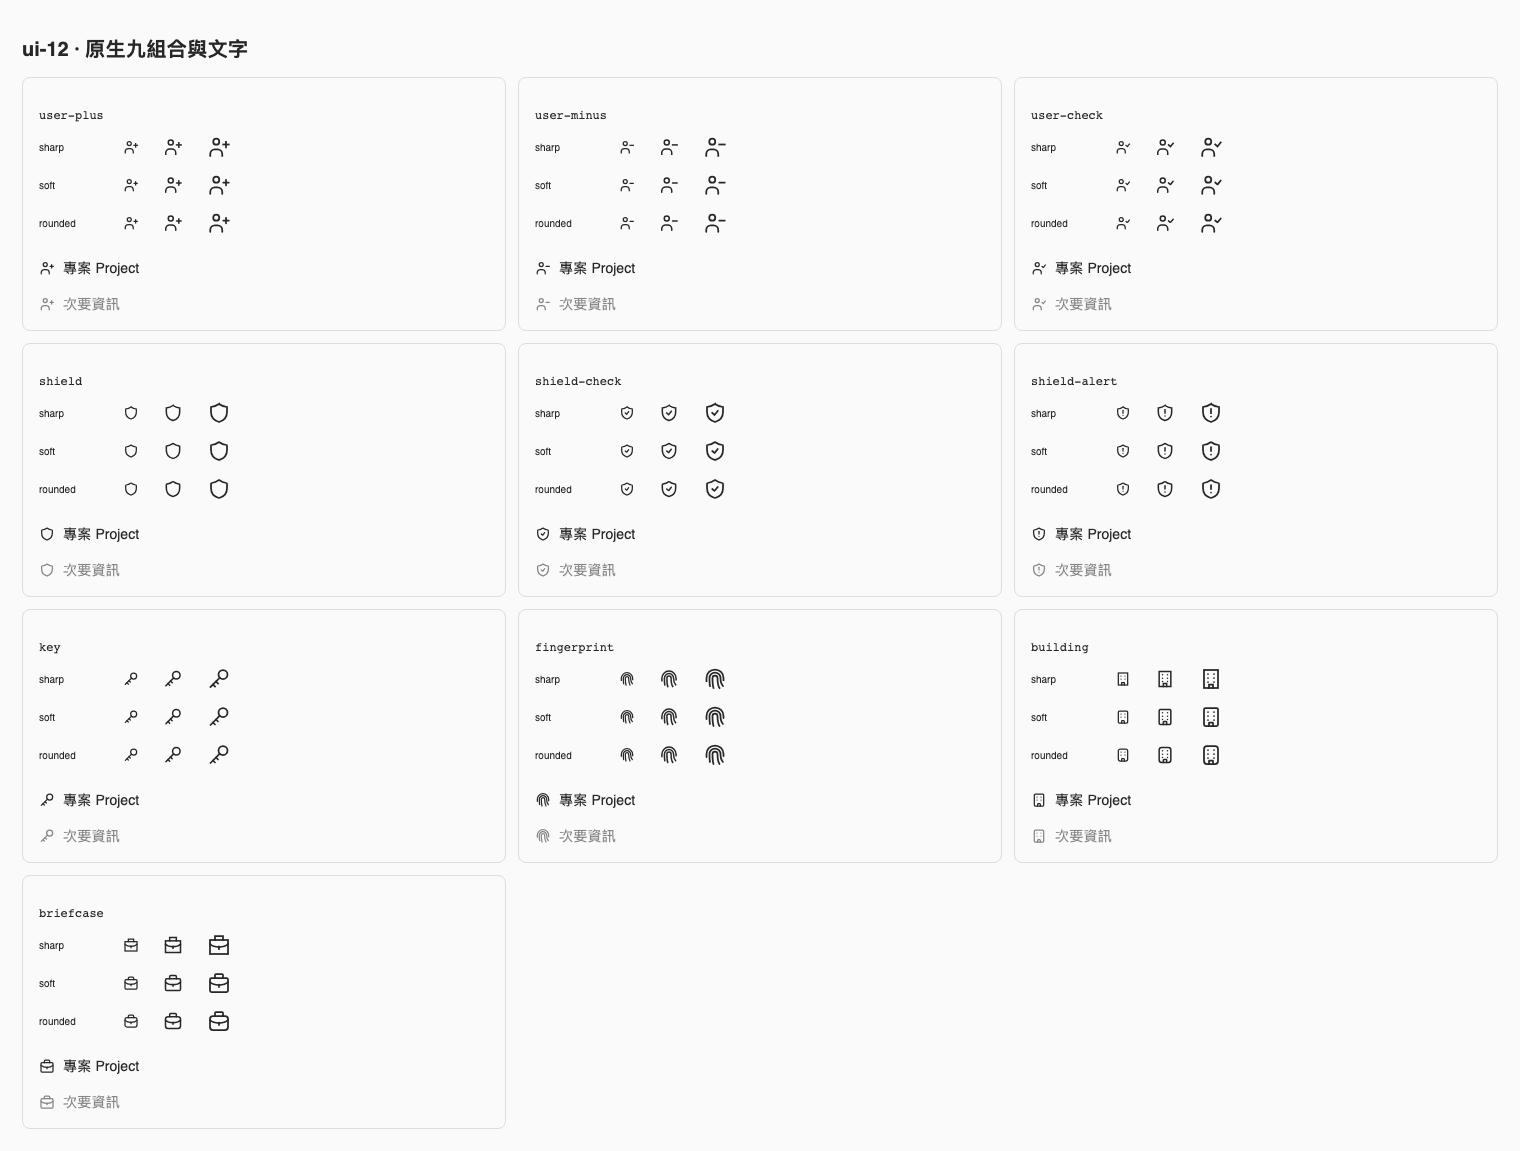 ui-12 · 原生九組合與文字
user-plus
sharp
soft
rounded
專案 Project
次要資訊
user-minus
sharp
soft
rounded
專案 Project
次要資訊
user-check
sharp
soft
rounded
專案 Project
次要資訊
shield
sharp
soft
rounded
專案 Project
次要資訊
shield-check
sharp
soft
rounded
專案 Project
次要資訊
shield-alert
sharp
soft
rounded
專案 Project
次要資訊
key
sharp
soft
rounded
專案 Project
次要資訊
fingerprint
sharp
soft
rounded
專案 Project
次要資訊
building
sharp
soft
rounded
專案 Project
次要資訊
briefcase
sharp
soft
rounded
專案 Project
次要資訊